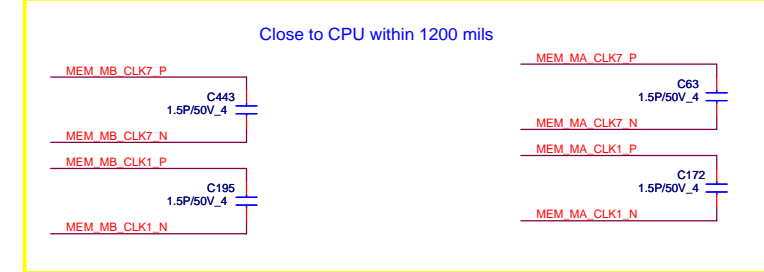 Close to CPU within 1200 mils
MEM_MB_CLK7_P
C443
1.5P/50V_4
MEM_MB_CLK7_N
MEM_MB_CLK1_P
C195
1.5P/50V_4
MEM_MB_CLK1_N
MEM_MA_CLK7_P
C63
1.5P/50V_4
MEM_MA_CLK7_N
MEM_MA_CLK1_P
C172
1.5P/50V_4
MEM_MA_CLK1_N